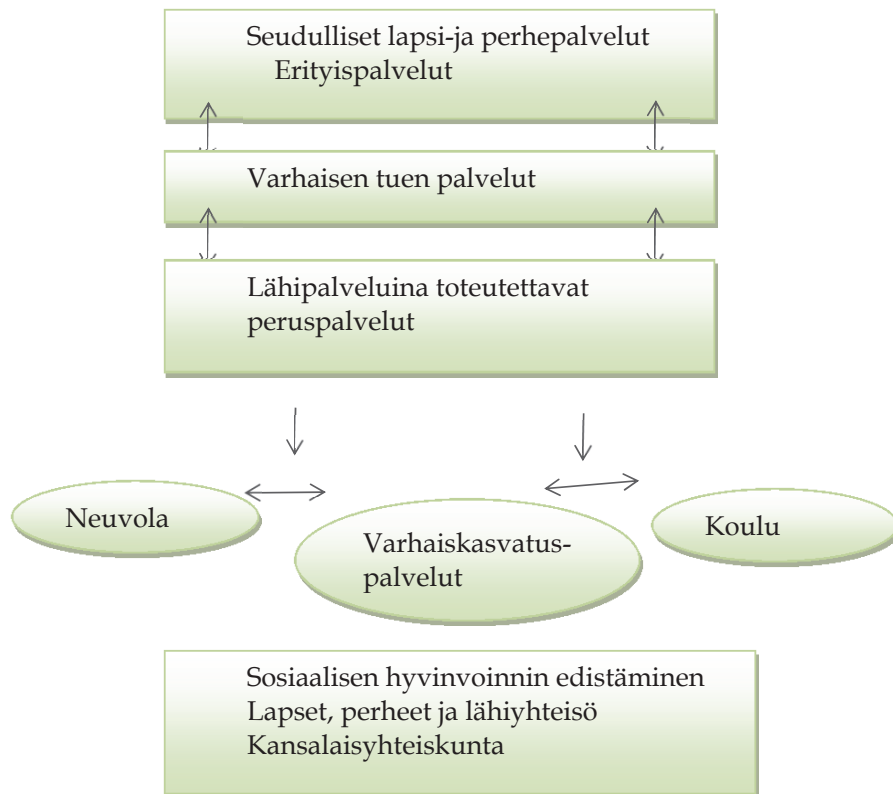 Seudulliset lapsi-ja perhepalvelut
Erityispalvelut
Varhaisen tuen palvelut
Lähipalveluina toteutettavat
peruspalvelut
Neuvola
Varhaiskasvatus-
palvelut
Koulu
Sosiaalisen hyvinvoinnin edistäminen
Lapset, perheet ja lähiyhteisö
Kansalaisyhteiskunta